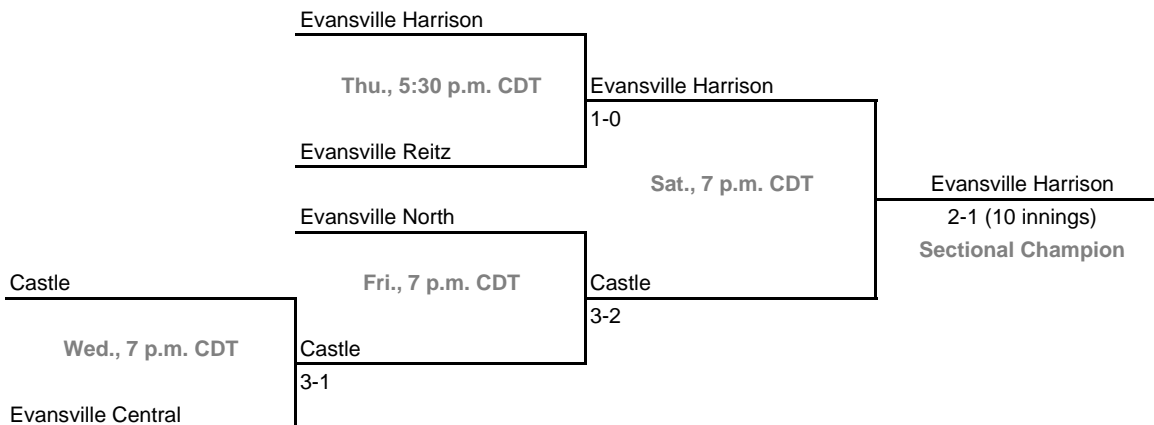 Evansville Harrison
Thu., 5:30 p.m. CDT
Evansville Harrison
1-0
Evansville Reitz
Sat., 7 p.m. CDT
Evansville Harrison
2-1 (10 innings)
Sectional Champion
Evansville North
Castle
Fri., 7 p.m. CDT
Castle
3-2
Wed., 7 p.m. CDT
Castle
3-1
Evansville Central